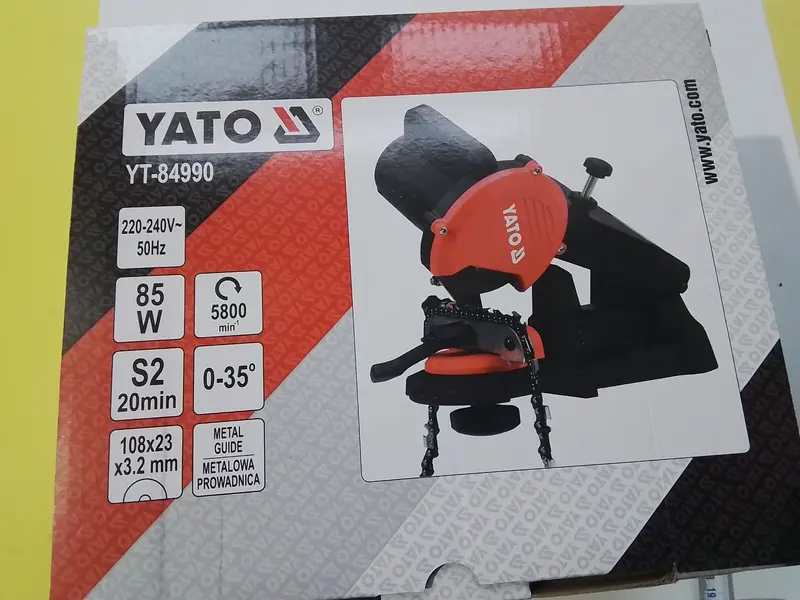 YATO ®
YT-84990
220-240V~
50Hz
85
W
5800
min-1
S2
20min
0-35°
108x23
x3.2 mm
METAL
GUIDE
METALOWA
PROWADNICA
YATO
www.yato.com
19